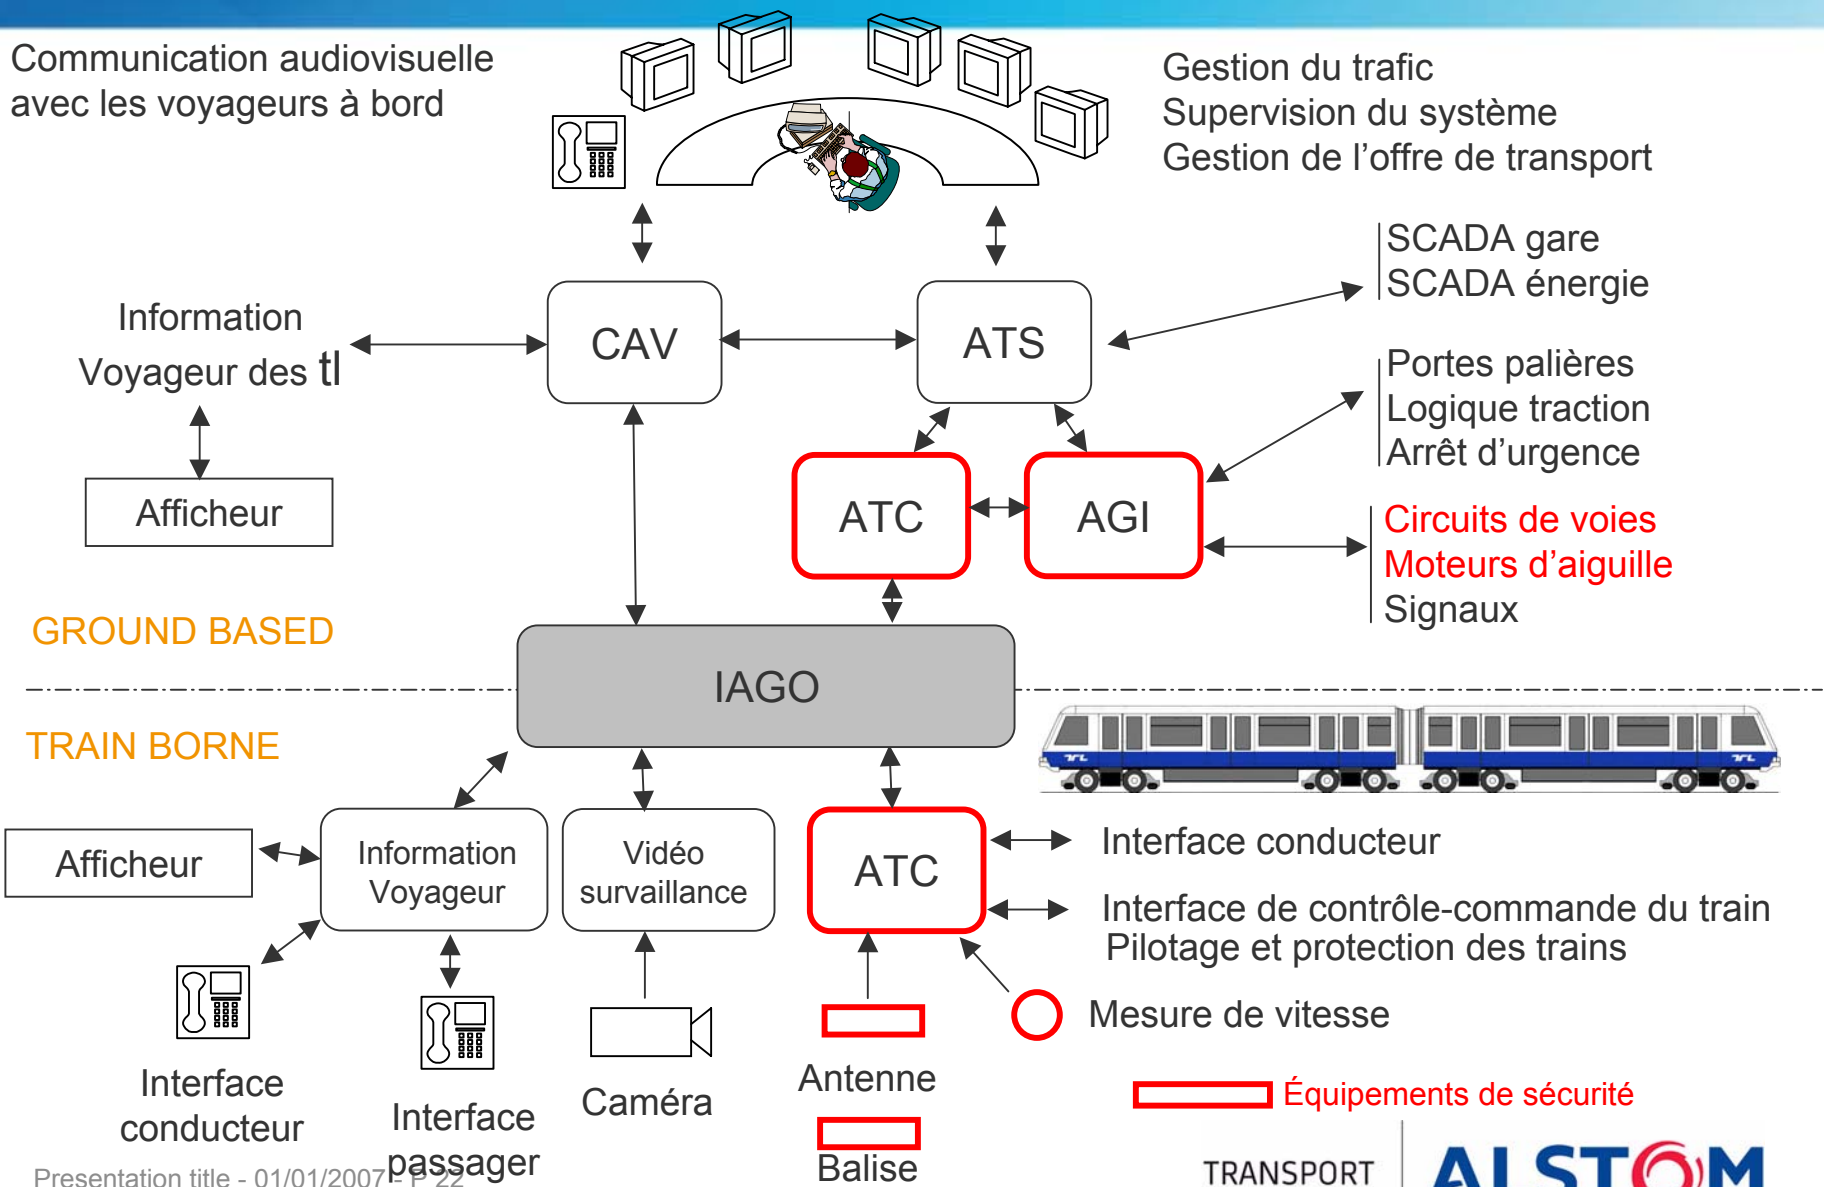 Communication audiovisuelle
avec les voyageurs à bord
Gestion du trafic
Supervision du système
Gestion de l'offre de transport
SCADA gare
SCADA énergie
Information
Voyageur des tl
CAV
ATS
Portes palières
Logique traction
Arrêt d'urgence
Afficheur
ATC
AGI
Circuits de voies
Moteurs d'aiguille
Signaux
GROUND BASED
IAGO
TRAIN BORNE
Afficheur
Information
Voyageur
Vidéo
survaillance
ATC
Interface conducteur
Interface de contrôle-commande du train
Pilotage et protection des trains
Mesure de vitesse
Interface
conducteur
Interface
passager
Caméra
Antenne
Balise
Équipements de sécurité
Presentation title - 01/01/2007 - P 22
TRANSPORT
ALSTOM